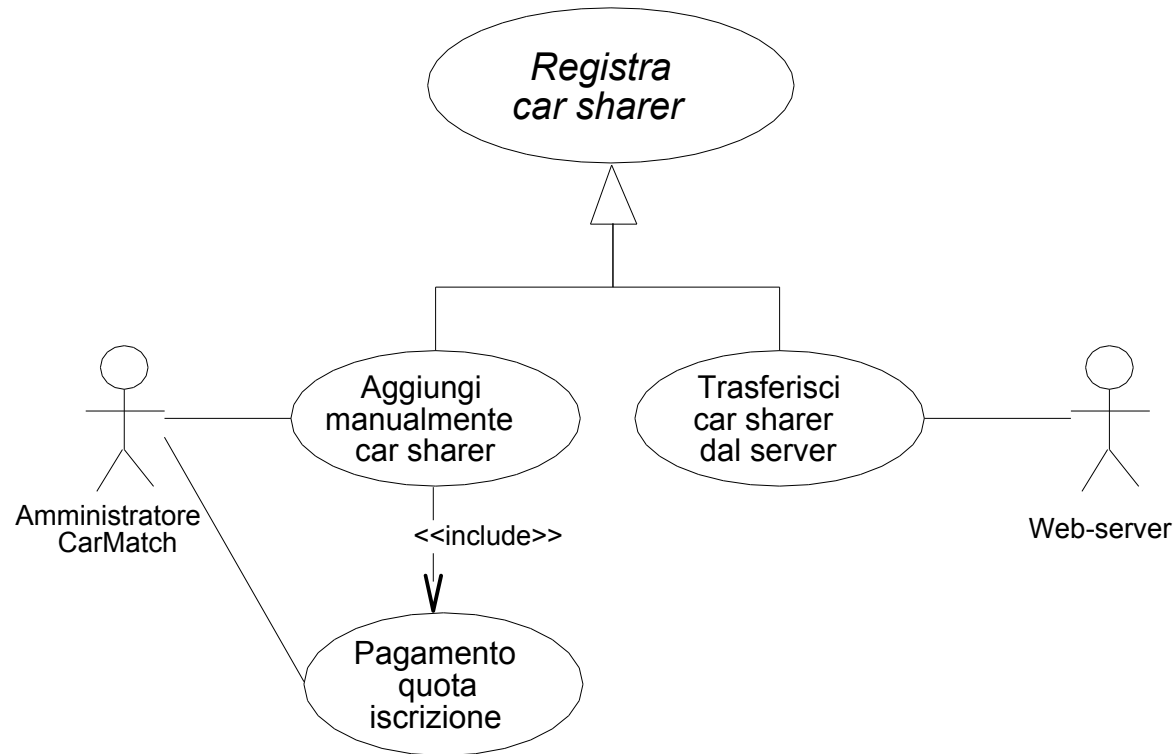 Registra
car sharer
Aggiungi
manualmente
car sharer
Trasferisci
car sharer
dal server
Amministratore
CarMatch
<<include>>
Web-server
Pagamento
quota
iscrizione